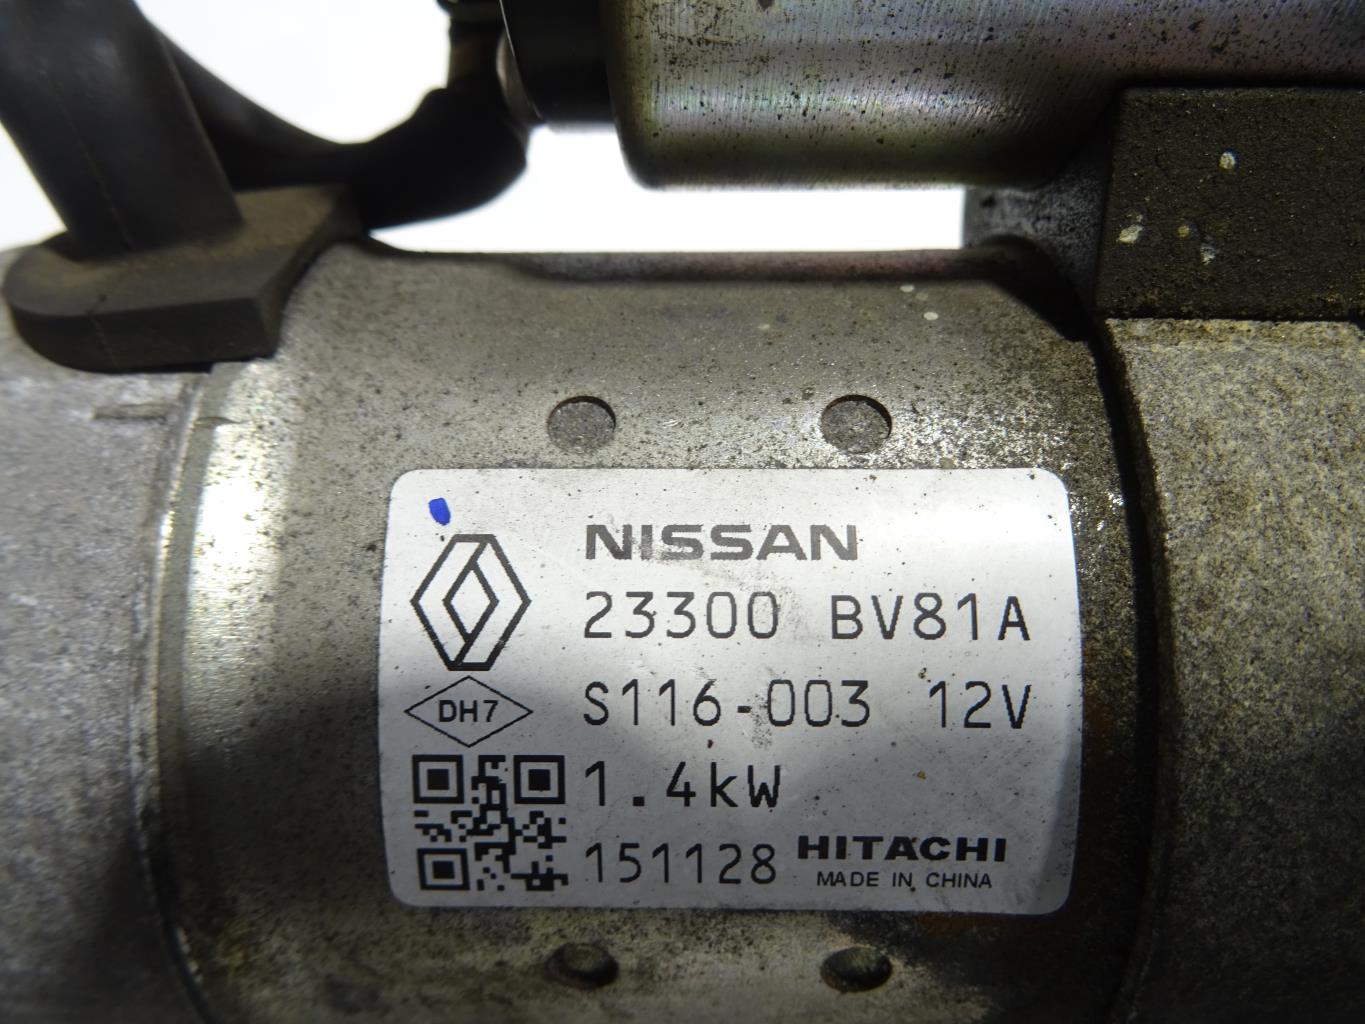 NISSAN
23300 BV81A
DH7
S116-003 12V
1.4kW
151128 HITACHI
MADE IN CHINA